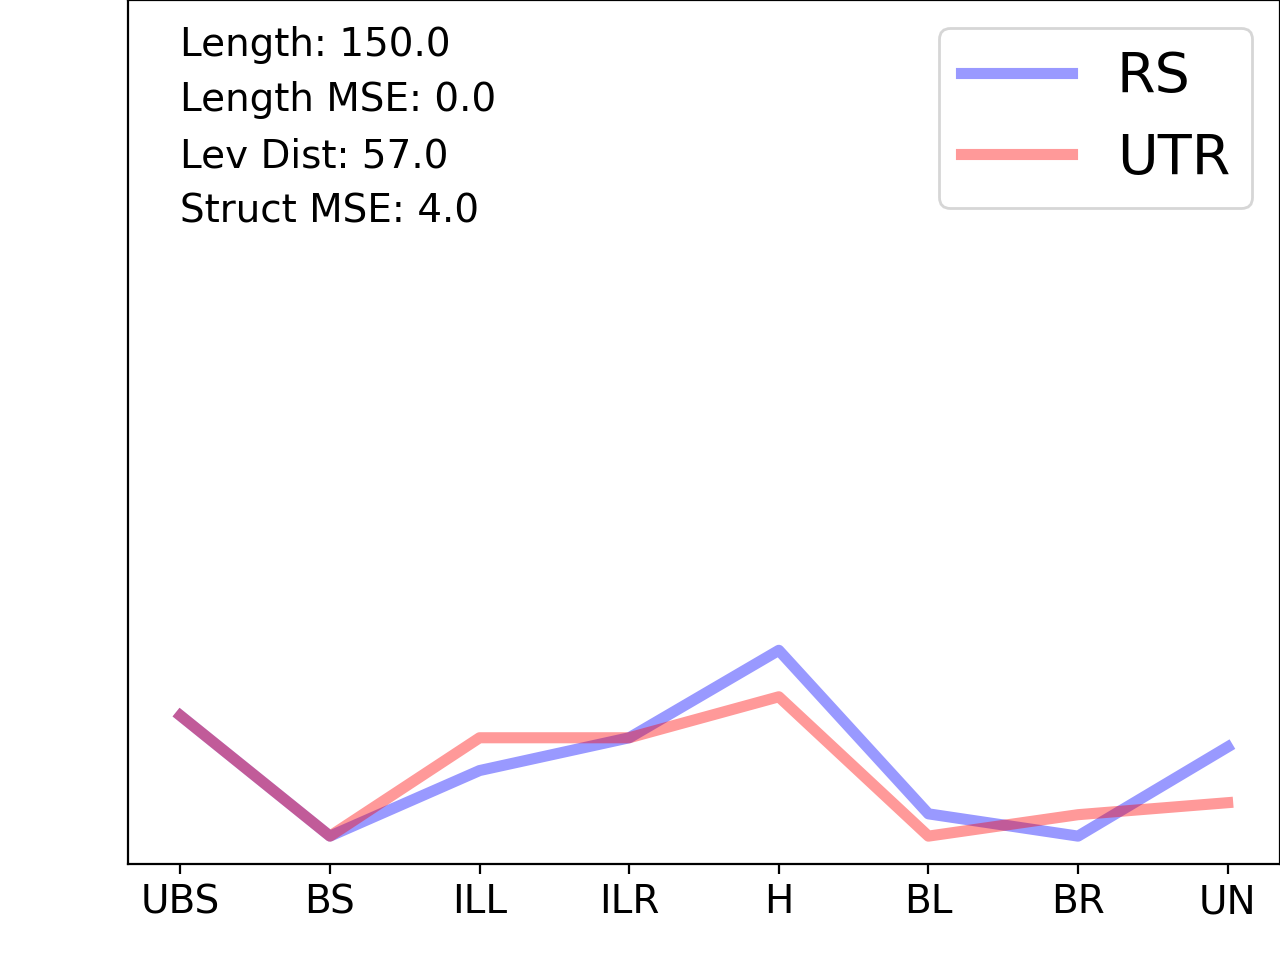 Length: 150.0
Length MSE: 0.0
Lev Dist: 57.0
Struct MSE: 4.0
RS
UTR
UBS BS ILL ILR H BL BR UN